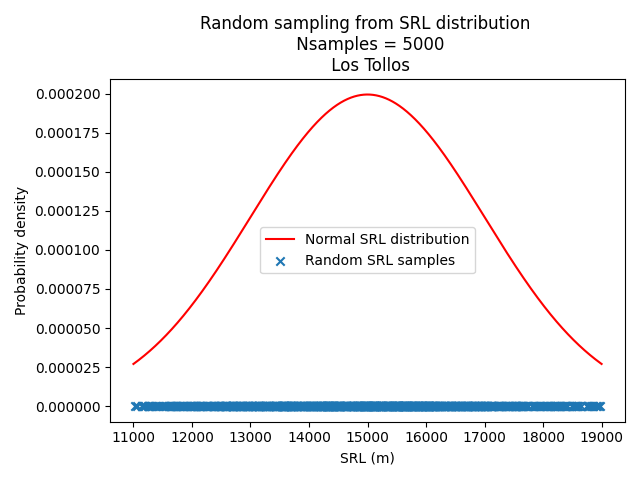 Random sampling from SRL distribution
Nsamples = 5000
Los Tollos
0.000200
0.000175
0.000150
0.000125
0.000100
0.000075
0.000050
0.000025
0.000000
Probability density
Normal SRL distribution
Random SRL samples
11000 12000 13000 14000 15000 16000 17000 18000 19000
SRL (m)